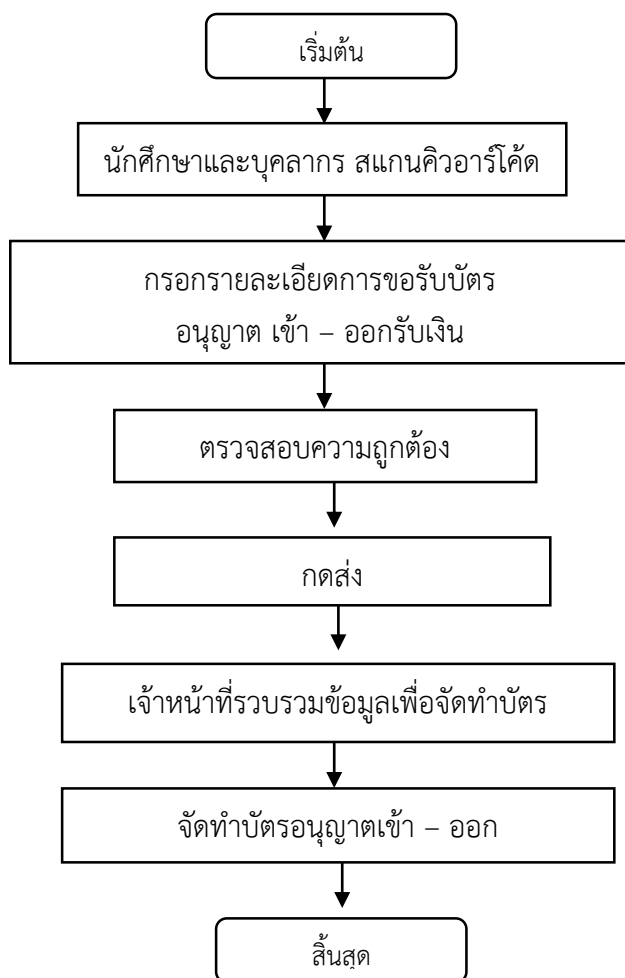 เริ่มต้น
นักศึกษาและบุคลากร สแกนคิวอาร์โค้ด
กรอกรายละเอียดการขอรับบัตร
อนุญาต เข้า – ออกรับเงิน
ตรวจสอบความถูกต้อง
กดส่ง
เจ้าหน้าที่รวบรวมข้อมูลเพื่อจัดทำบัตร
จัดทำบัตรอนุญาตเข้า – ออก
สิ้นสุด